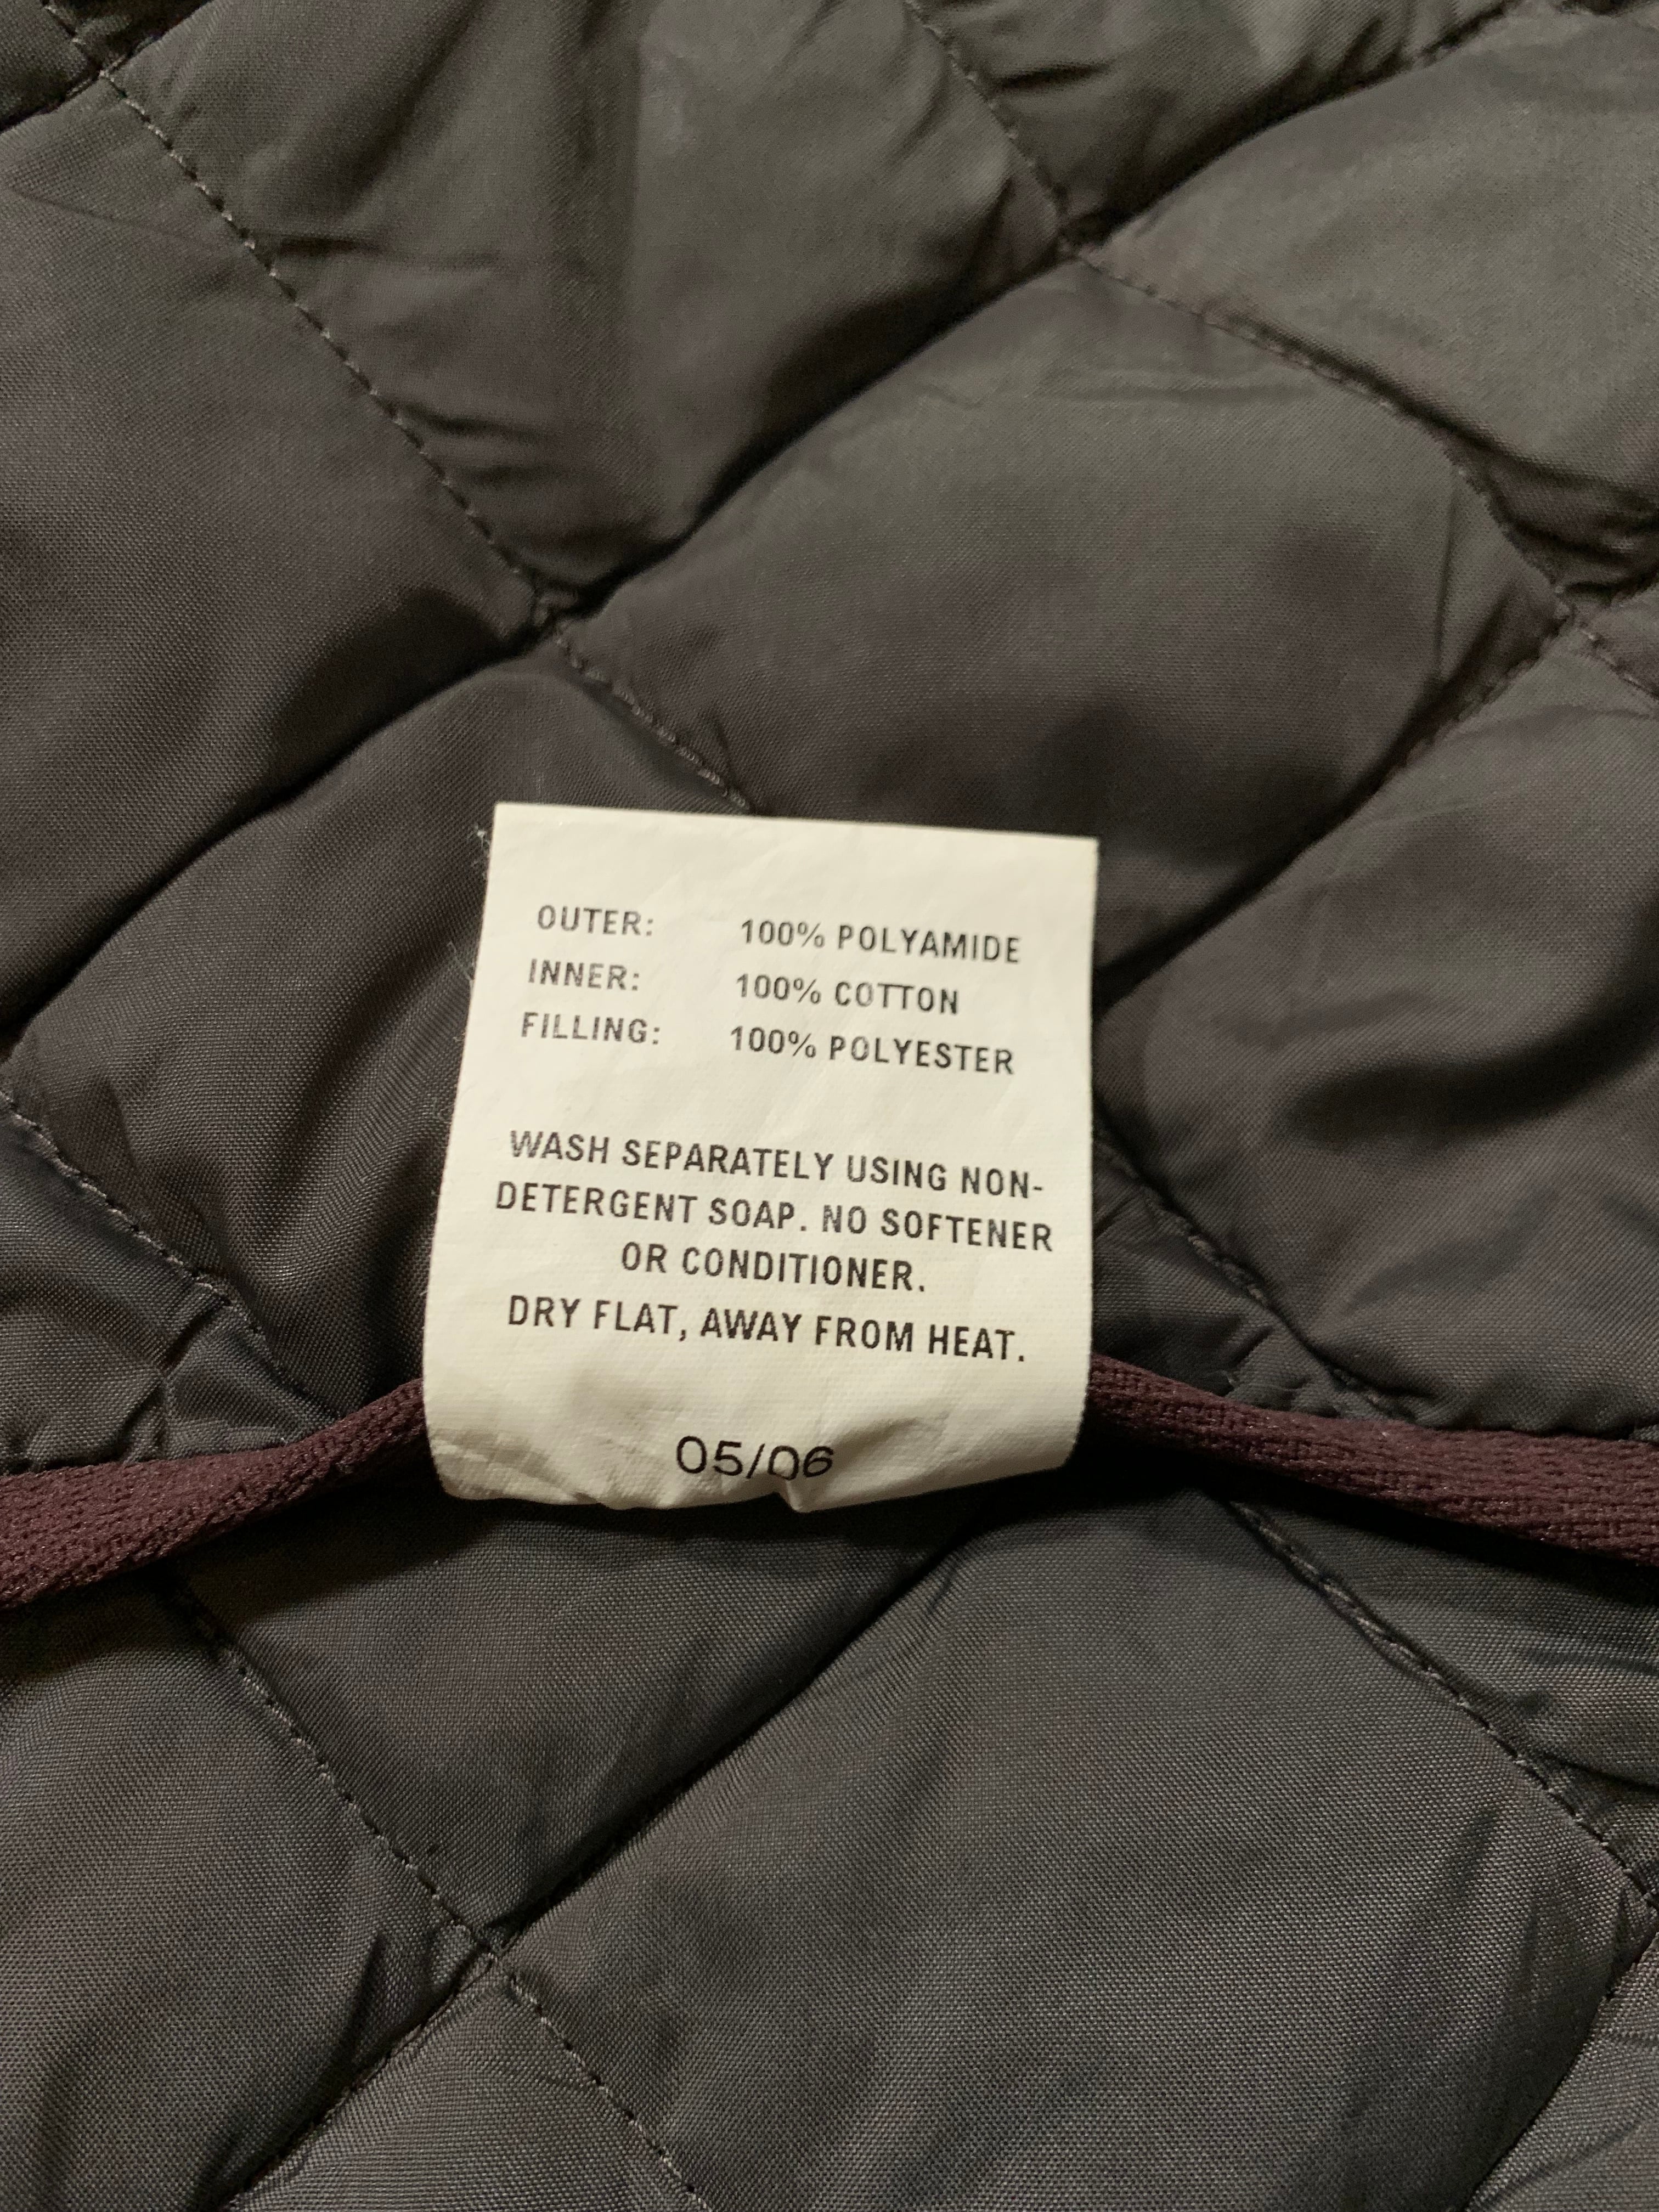 OUTER: 100% POLYAMIDE
INNER: 100% COTTON
FILLING: 100% POLYESTER
WASH SEPARATELY USING NON-
DETERGENT SOAP. NO SOFTENER
OR CONDITIONER.
DRY FLAT, AWAY FROM HEAT.
05/06